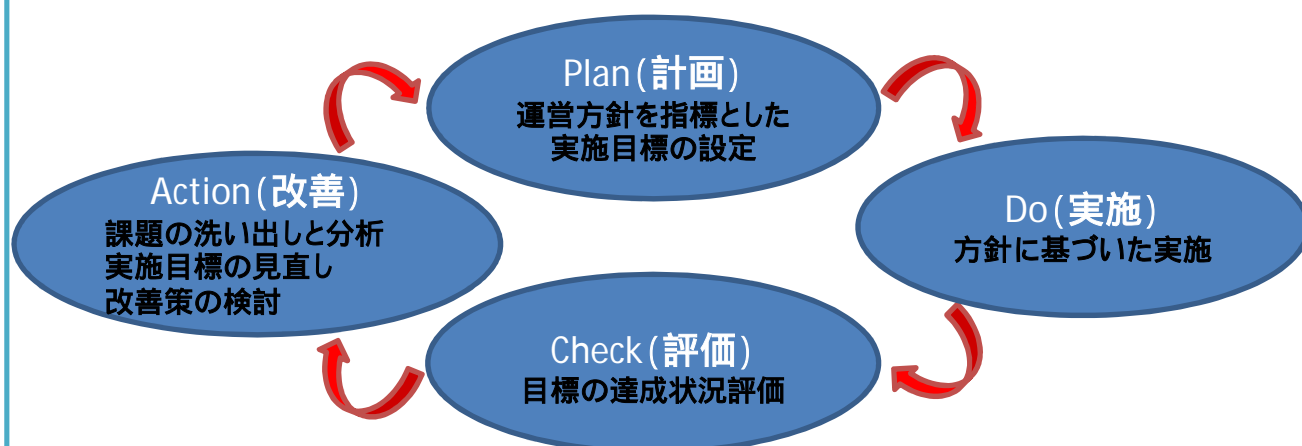 Plan(計画)
運営方針を指標とした
実施目標の設定
Do(実施)
方針に基づいた実施
Check(評価)
目標の達成状況評価
Action(改善)
課題の洗い出しと分析
実施目標の見直し
改善策の検討